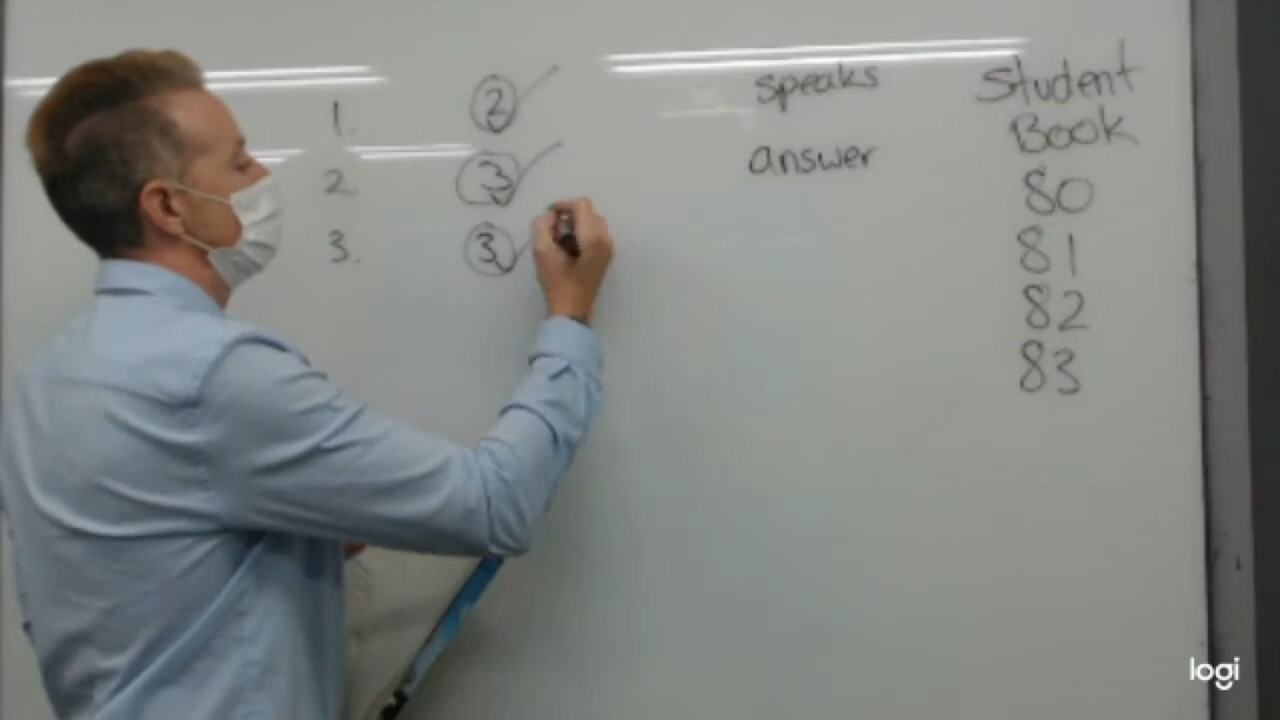 1. 2 ✓
2. 3 ✓
3. 3 ✓
speaks
answer
Student
Book
80
81
82
83
logi